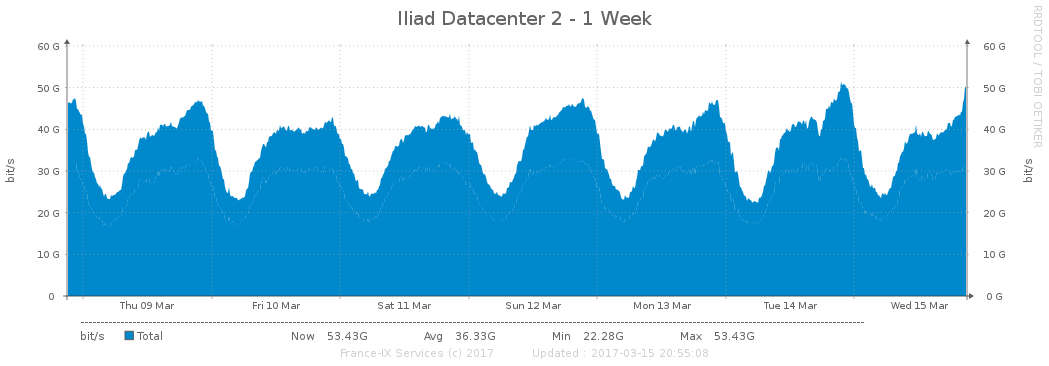 Iliad Datacenter 2 - 1 Week
RRDTOOL / TOBI OETIKER
60 G 60 G
50 G 50 G
40 G 40 G
30 G 30 G
20 G 20 G
10 G 10 G
0 0 G
bit/s bit/s
Thu 09 Mar Fri 10 Mar Sat 11 Mar Sun 12 Mar Mon 13 Mar Tue 14 Mar Wed 15 Mar
bit/s Total Now 53.43G Avg 36.33G Min 22.28G Max 53.43G
France-IX Services (c) 2017 Updated : 2017-03-15 20:55:08